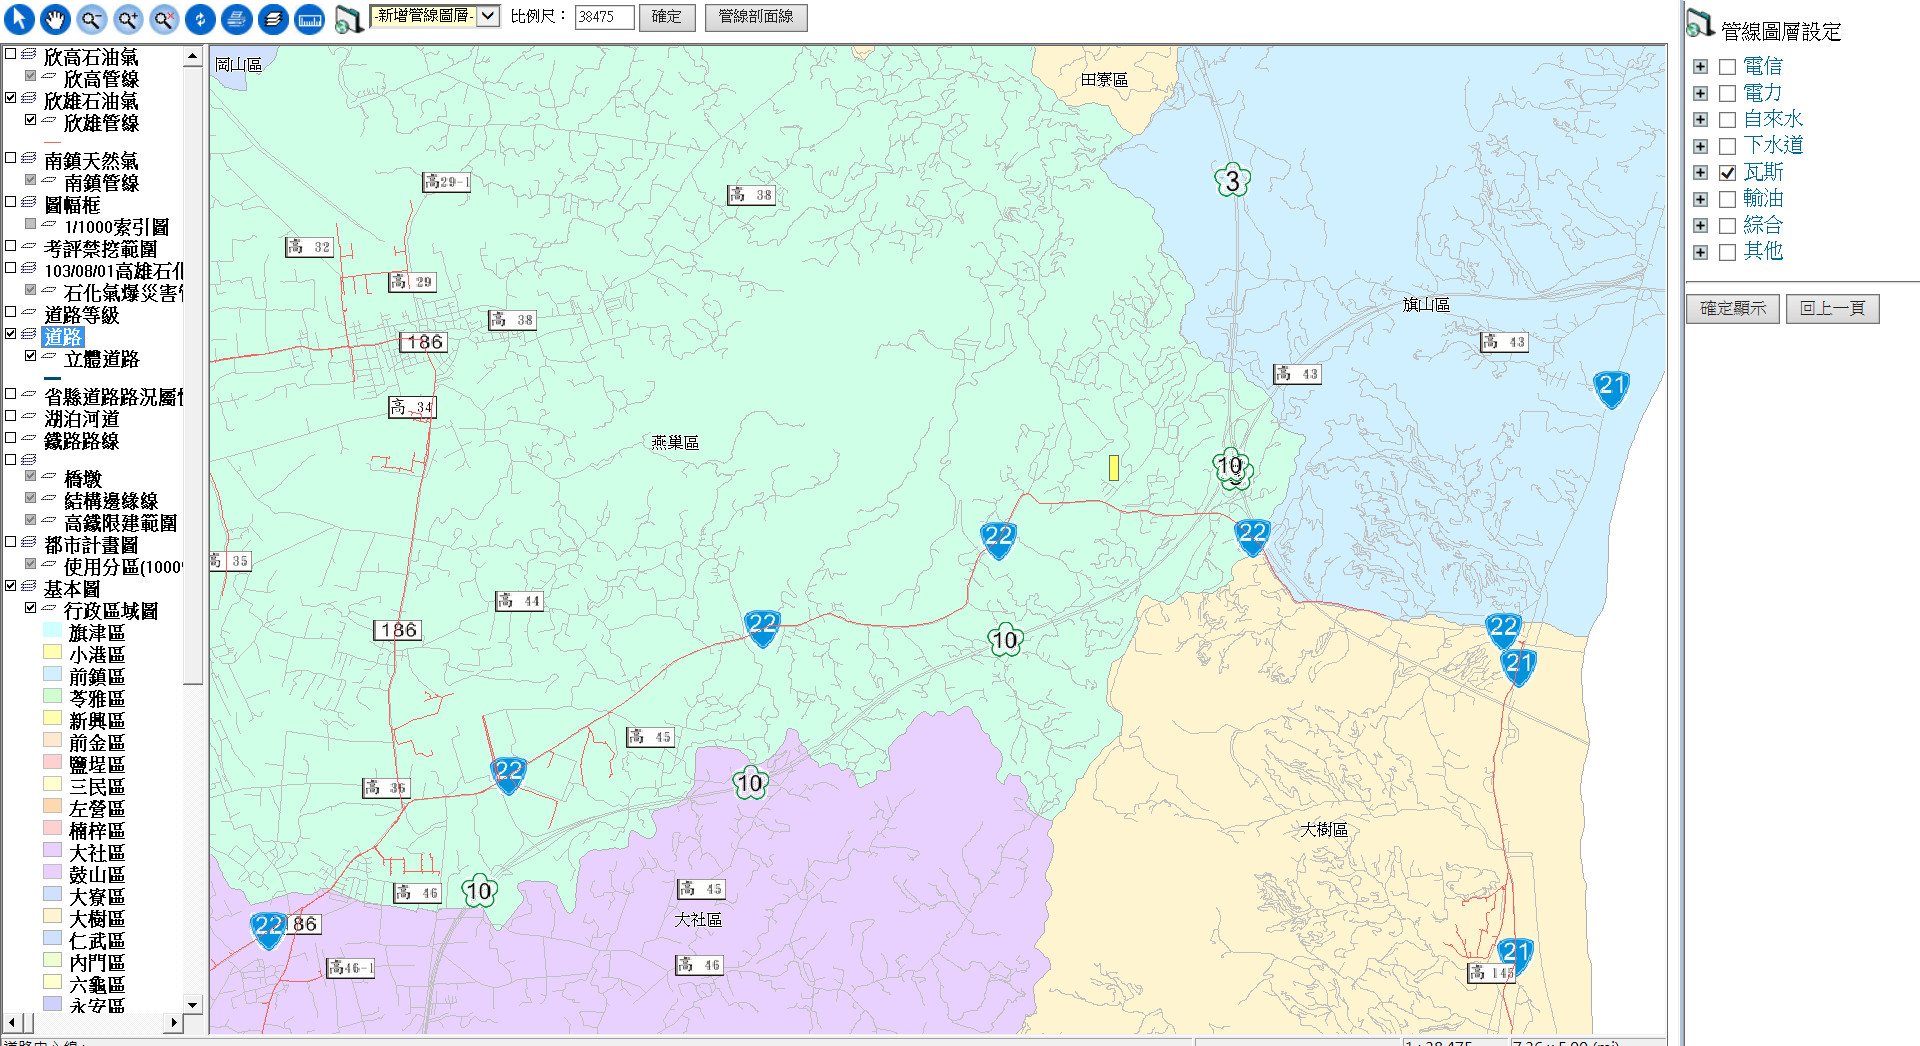 -新增管線圖層-
比例尺：
38475
確定
管線剖面線
欣高石油氣
欣高管線
欣雄石油氣
欣雄管線
南鎮天然氣
南鎮管線
圖幅框
1/1000索引圖
考評禁挖範圍
103/08/01高雄石化
石化氣爆災害管
道路等級
道路
立體道路
省縣道路路況屬性
湖泊河道
鐵路路線
橋墩
結構邊緣線
高鐵限建範圍
都市計畫圖
使用分區(1000
基本圖
行政區域圖
旗津區
小港區
前鎮區
苓雅區
新興區
前金區
鹽埕區
三民區
左營區
楠梓區
大社區
鼓山區
大寮區
大樹區
仁武區
內門區
六龜區
永安區
岡山區
田寮區
高29-1
高 38
3
高 32
高 29
旗山區
高 38
186
高 43
高 43
21
高 34
燕巢區
10
22
22
高 35
高 44
22
186
10
22
21
高 45
22
10
高 36
大樹區
高 46
10
高 45
大社區
22
86
21
高46-1
高 46
高 143
管線圖層設定
電信
電力
自來水
下水道
瓦斯
輸油
綜合
其他
確定顯示
回上一頁